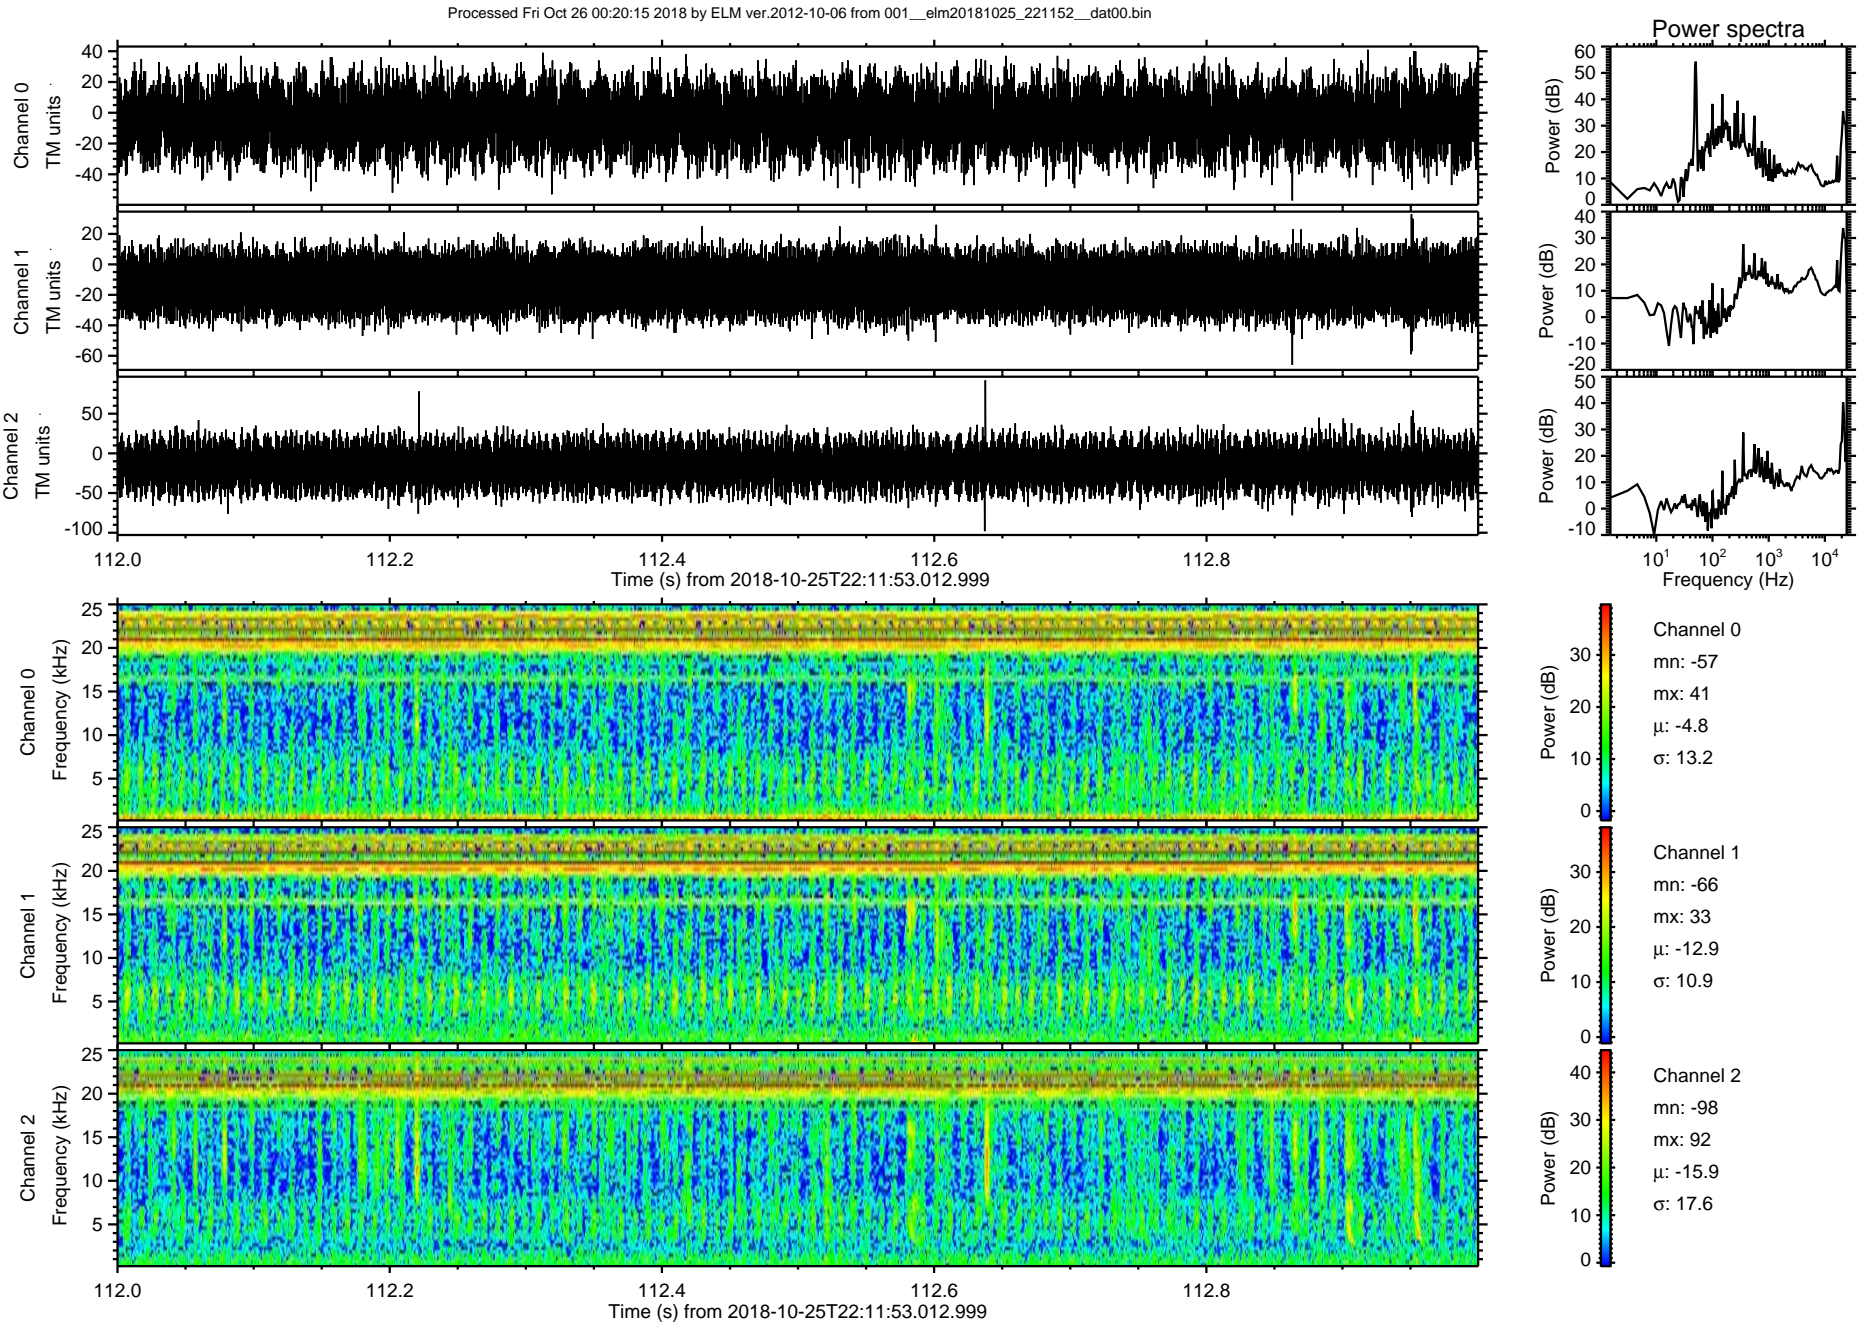 Processed Fri Oct 26 00:20:15 2018 by ELM ver.2012-10-06 from 001__elm20181025_221152__dat00.bin
Power spectra
Channel 0
TM units
40
20
0
-20
-40
Power (dB)
60
50
40
30
20
10
0
Channel 1
TM units
20
0
-20
-40
-60
Power (dB)
40
30
20
10
0
-10
-20
Channel 2
TM units
50
0
-50
-100
Power (dB)
50
40
30
20
10
0
-10
112.0 112.2 112.4 112.6 112.8
Time (s) from 2018-10-25T22:11:53.012.999
10¹ 10² 10³ 10⁴
Frequency (Hz)
Channel 0
Frequency (kHz)
25
20
15
10
5
Power (dB)
30
20
10
0
Channel 0
mn: -57
mx: 41
μ: -4.8
σ: 13.2
Channel 1
Frequency (kHz)
25
20
15
10
5
Power (dB)
30
20
10
0
Channel 1
mn: -66
mx: 33
μ: -12.9
σ: 10.9
Channel 2
Frequency (kHz)
25
20
15
10
5
Power (dB)
40
30
20
10
0
Channel 2
mn: -98
mx: 92
μ: -15.9
σ: 17.6
112.0 112.2 112.4 112.6 112.8
Time (s) from 2018-10-25T22:11:53.012.999